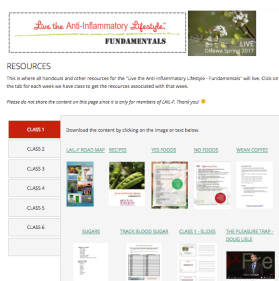 Live the Anti-Inflammatory Lifestyle
FUNDAMENTALS
LIVE
Ottawa Spring 2017
RESOURCES
This is where all handouts and other resources for the "Live the Anti-Inflammatory Lifestyle - Fundamentals" will live. Click on
the tab for each week we have class to get the resources associated with that week.
Please do not share the content on this page since it is only for members of LAIL-F. Thank you!
CLASS 1
Download the content by clicking on the image or text below.
CLASS 2
LAIL-F ROAD MAP RECIPES YES FOODS NO FOODS WEAN COFFEE
CLASS 3
CLASS 4
CLASS 5
CLASS 6
SUGARS TRACK BLOOD SUGAR CLASS 1 - SLIDES THE PLEASURE TRAP -
DOUG LISLE